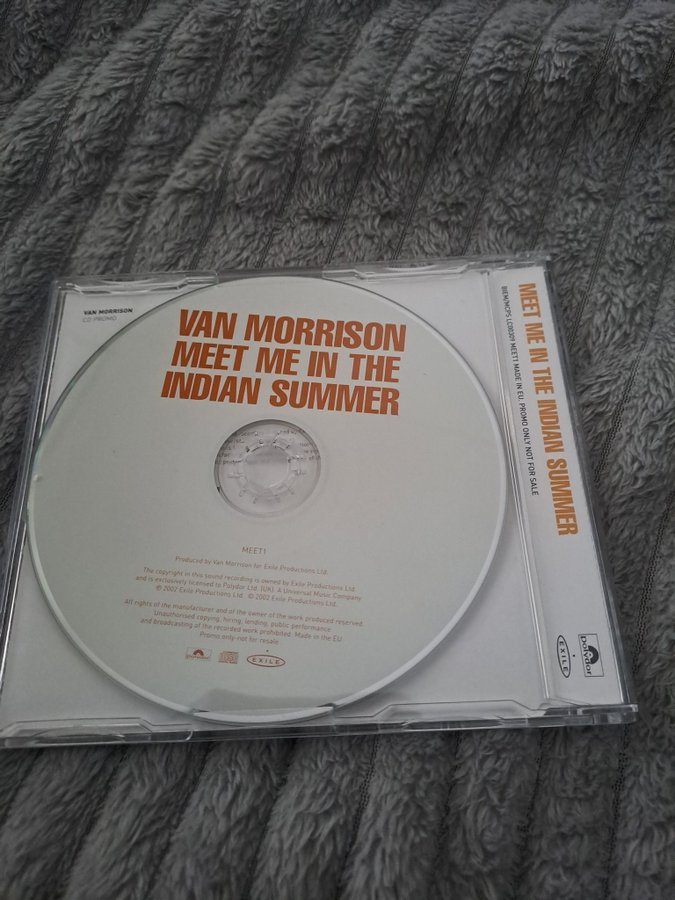 VAN MORRISON
CD PROMO
VAN MORRISON
MEET ME IN THE
INDIAN SUMMER
MEET1
Produced by Van Morrison for Exile Productions Ltd.
The copyright in this sound recording is owned by Exile Productions Ltd.
and is exclusively licensed to Polydor Ltd. (UK). A Universal Music Company
℗ 2002 Exile Productions Ltd. © 2002 Exile Productions Ltd.
All rights of the manufacturer and of the owner of the work produced reserved.
Unauthorised copying, hiring, lending, public performance
and broadcasting of the recorded work prohibited. Made in the EU
Promo only-not for resale.
Polydor
EXILE
MEET ME IN THE INDIAN SUMMER
BIEM/MCPS LC00309 MEET1 MADE IN EU. PROMO ONLY NOT FOR SALE
EXILE
Polydor